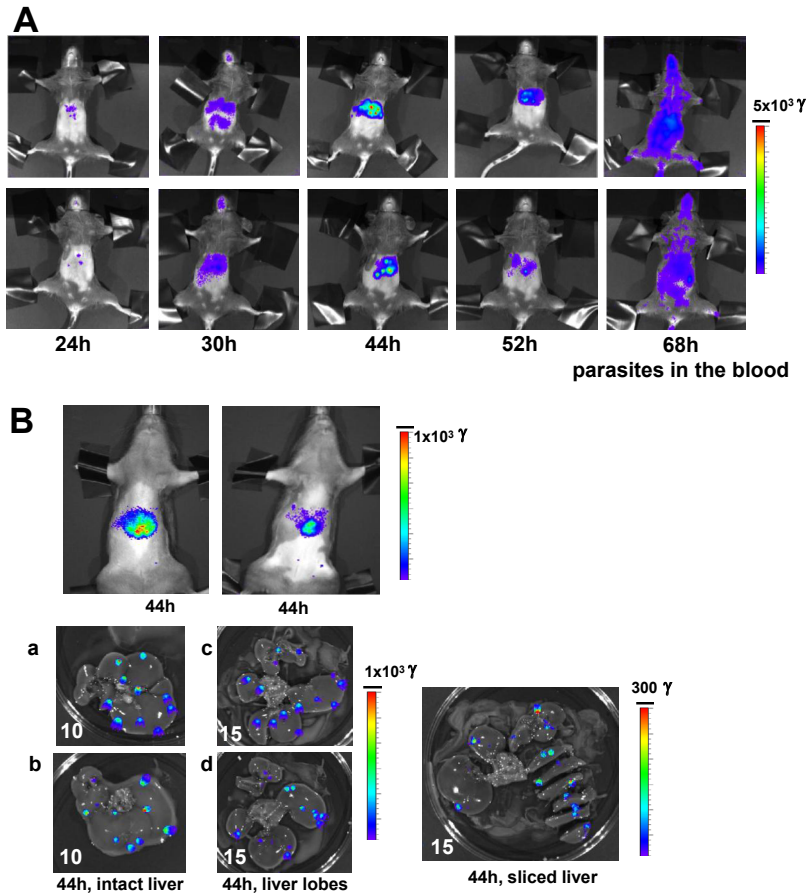 A
5x10³ γ
24h
30h
44h
52h
68h
parasites in the blood
B
1x10³ γ
44h
44h
a
c
1x10³ γ
10
15
300 γ
b
d
10
15
15
44h, intact liver
44h, liver lobes
44h, sliced liver